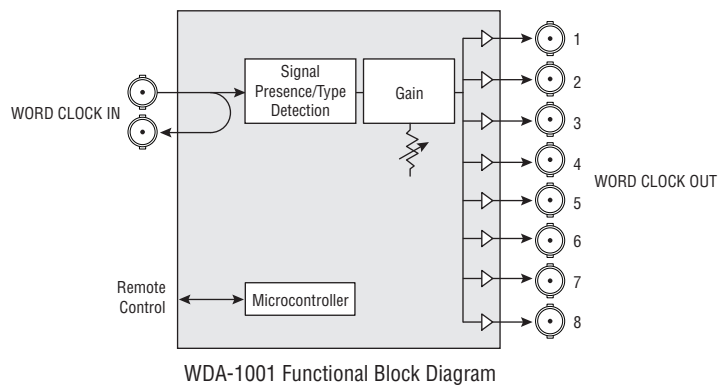 WORD CLOCK IN
Signal
Presence/Type
Detection
Gain
1
2
3
4
5
6
7
8
WORD CLOCK OUT
Remote
Control
Microcontroller
WDA-1001 Functional Block Diagram